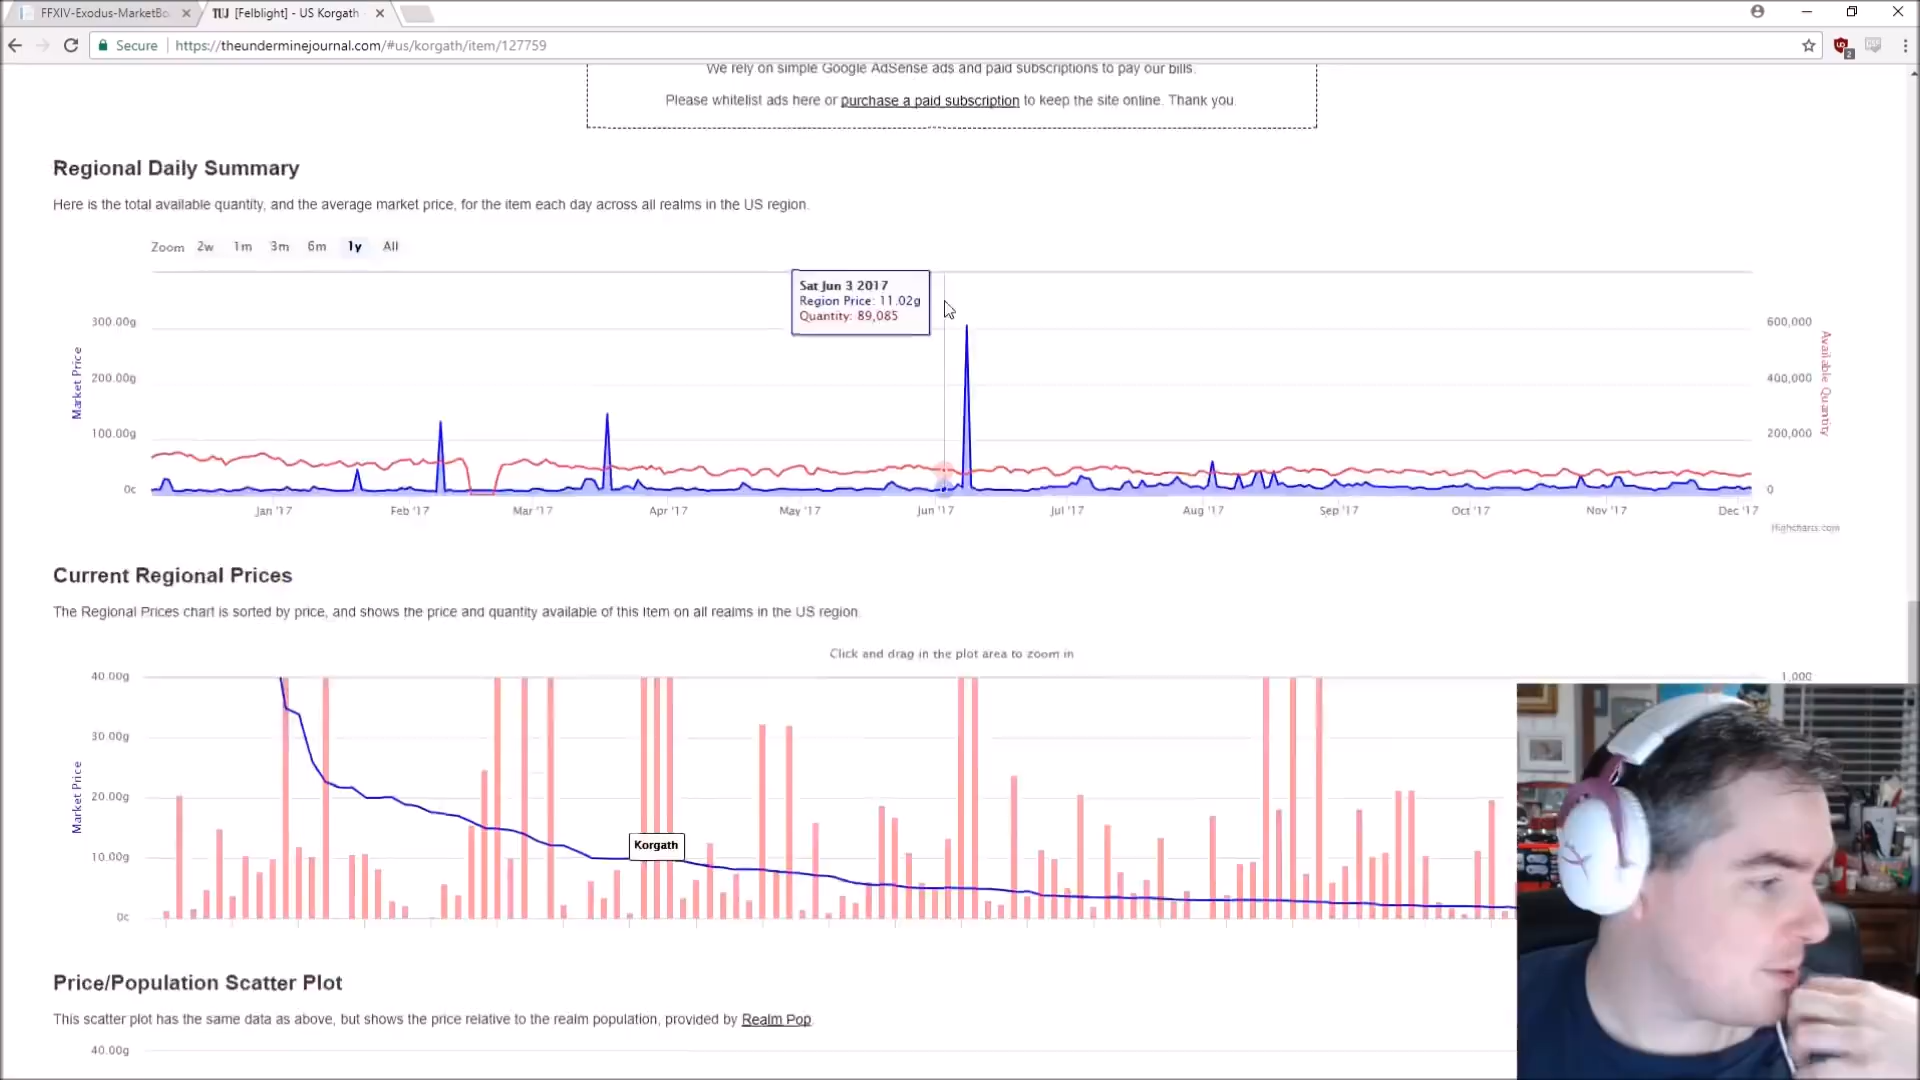 FFXIV-Exodus-MarketBo
TUJ [Felblight] - US Korgath
Secure https://theunderminejournal.com/#us/korgath/item/127759
We rely on simple Google AdSense ads and paid subscriptions to pay our bills.
Please whitelist ads here or purchase a paid subscription to keep the site online. Thank you.
Regional Daily Summary
Here is the total available quantity, and the average market price, for the item each day across all realms in the US region.
Zoom 2w 1m 3m 6m 1y All
Sat Jun 3 2017
Region Price: 11.02g
Quantity: 89,085
Market Price
300.00g
200.00g
100.00g
0c
600,000
400,000
200,000
0
Available Quantity
Jan '17 Feb '17 Mar '17 Apr '17 May '17 Jun '17 Jul '17 Aug '17 Sep '17 Oct '17 Nov '17 Dec '17
Highcharts.com
Current Regional Prices
The Regional Prices chart is sorted by price, and shows the price and quantity available of this item on all realms in the US region.
Click and drag in the plot area to zoom in
Market Price
40.00g
30.00g
20.00g
10.00g
0c
1,000
Korgath
Price/Population Scatter Plot
This scatter plot has the same data as above, but shows the price relative to the realm population, provided by Realm Pop.
40.00g